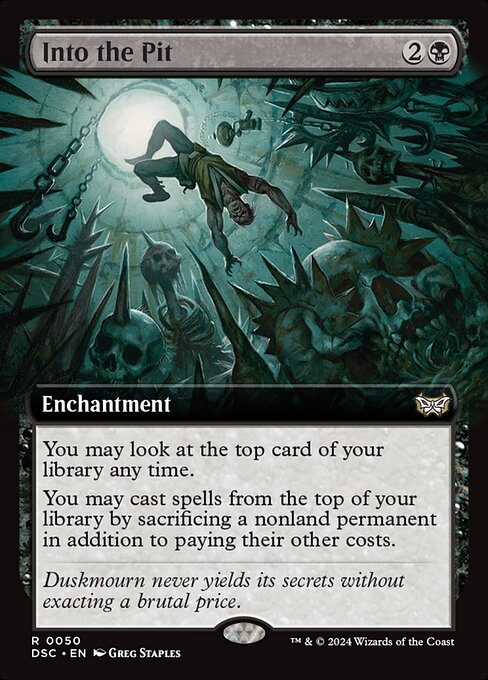 Into the Pit 2
Enchantment
You may look at the top card of your
library any time.
You may cast spells from the top of your
library by sacrificing a nonland permanent
in addition to paying their other costs.
Duskmourn never yields its secrets without
exacting a brutal price.
R 0050
DSC • EN Greg Staples
™ & © 2024 Wizards of the Coast